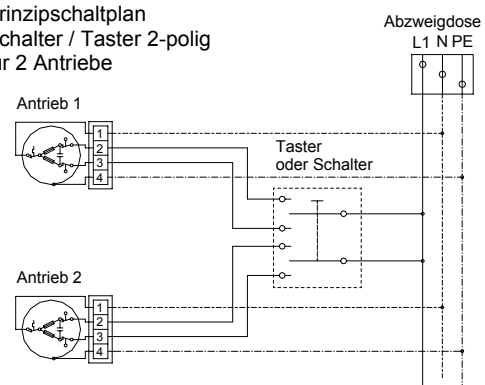 rinzipschaltplan
chalter / Taster 2-polig
ur 2 Antriebe
Abzweigdose
L1 N PE
Antrieb 1
1
2
3
4
Taster
oder Schalter
Antrieb 2
1
2
3
4